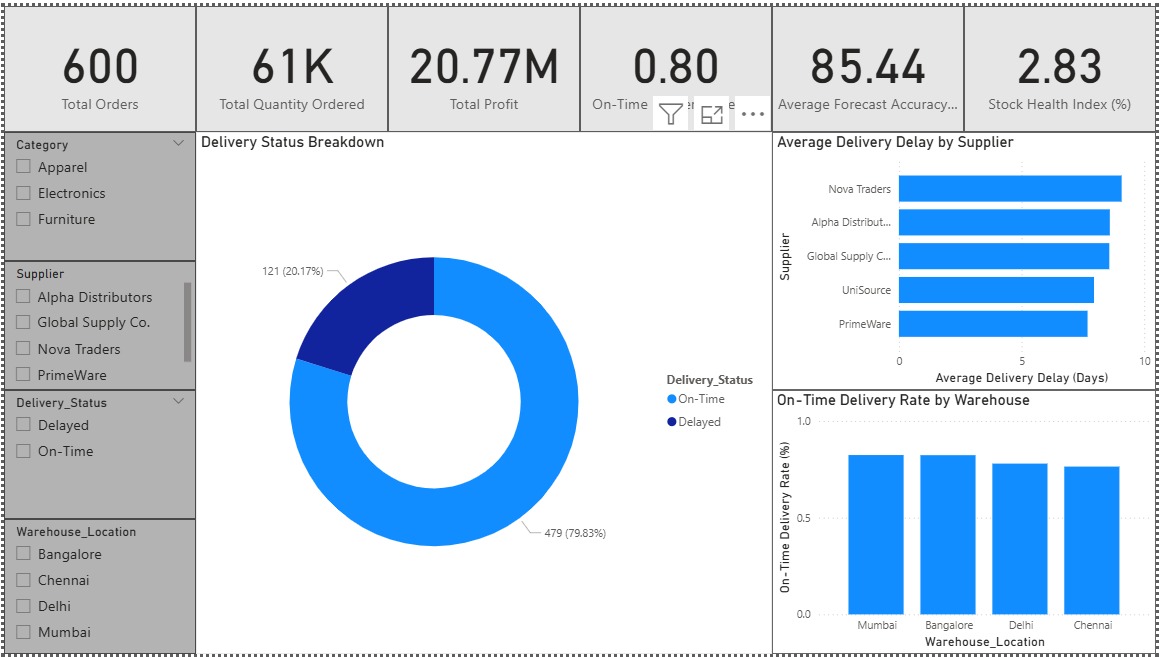 600
Total Orders
61K
Total Quantity Ordered
20.77M
Total Profit
0.80
On-Time
85.44
Average Forecast Accuracy...
2.83
Stock Health Index (%)
Category
Apparel
Electronics
Furniture
Supplier
Alpha Distributors
Global Supply Co.
Nova Traders
PrimeWare
Delivery_Status
Delayed
On-Time
Warehouse_Location
Bangalore
Chennai
Delhi
Mumbai
Delivery Status Breakdown
121 (20.17%)
479 (79.83%)
Delivery_Status
On-Time
Delayed
Average Delivery Delay by Supplier
Supplier
Nova Traders
Alpha Distribut...
Global Supply C...
UniSource
PrimeWare
0 5 10
Average Delivery Delay (Days)
On-Time Delivery Rate by Warehouse
On-Time Delivery Rate (%)
1.0
0.5
0.0
Mumbai Bangalore Delhi Chennai
Warehouse_Location